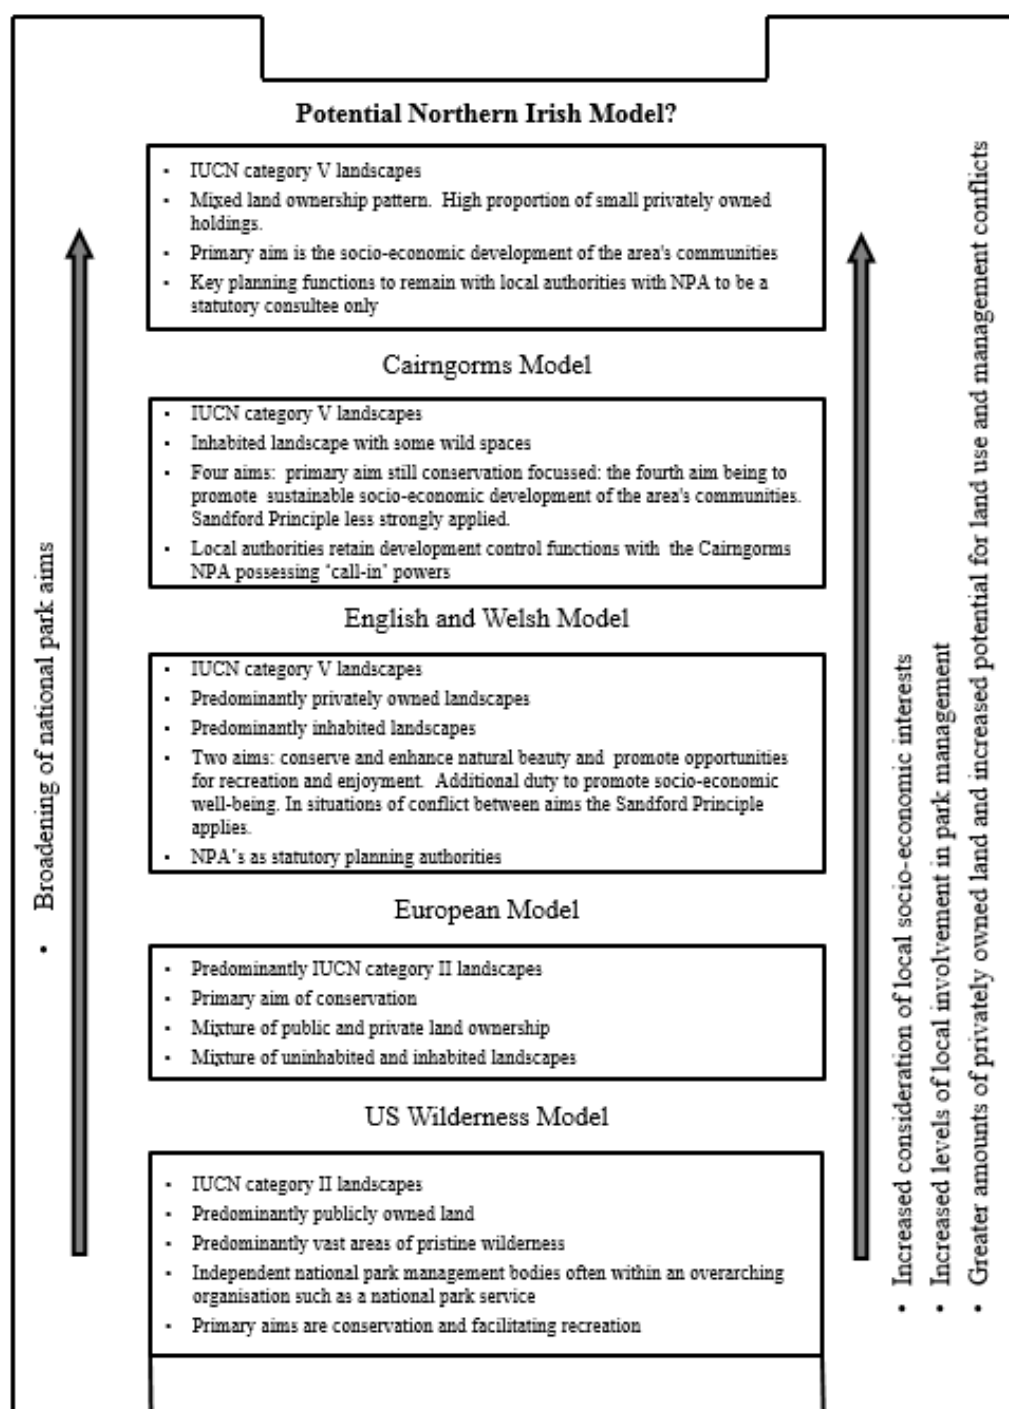 Potential Northern Irish Model?
▪ IUCN category V landscapes
▪ Mixed land ownership pattern.  High proportion of small privately owned
holdings.
▪ Primary aim is the socio-economic development of the area's communities
▪ Key planning functions to remain with local authorities with NPA to be a
statutory consultee only
Cairngorms Model
▪ IUCN category V landscapes
▪ Inhabited landscape with some wild spaces
▪ Four aims:  primary aim still conservation focussed: the fourth aim being to
promote  sustainable socio-economic development of the area's communities.
Sandford Principle less strongly applied.
▪ Local authorities retain development control functions with  the Cairngorms
NPA possessing "call-in" powers
English and Welsh Model
▪ IUCN category V landscapes
▪ Predominantly privately owned landscapes
▪ Predominantly inhabited landscapes
▪ Two aims: conserve and enhance natural beauty and  promote opportunities
for recreation and enjoyment.  Additional duty to promote socio-economic
well-being. In situations of conflict between aims the Sandford Principle
applies.
▪ NPA's as statutory planning authorities
European Model
▪ Predominantly IUCN category II landscapes
▪ Primary aim of conservation
▪ Mixture of public and private land ownership
▪ Mixture of uninhabited and inhabited landscapes
US Wilderness Model
▪ IUCN category II landscapes
▪ Predominantly publicly owned land
▪ Predominantly vast areas of pristine wilderness
▪ Independent national park management bodies often within an overarching
organisation such as a national park service
▪ Primary aims are conservation and facilitating recreation
• Broadening of national park aims
• Increased consideration of local socio-economic interests
• Increased levels of local involvement in park management
• Greater amounts of privately owned land and increased potential for land use and management conflicts